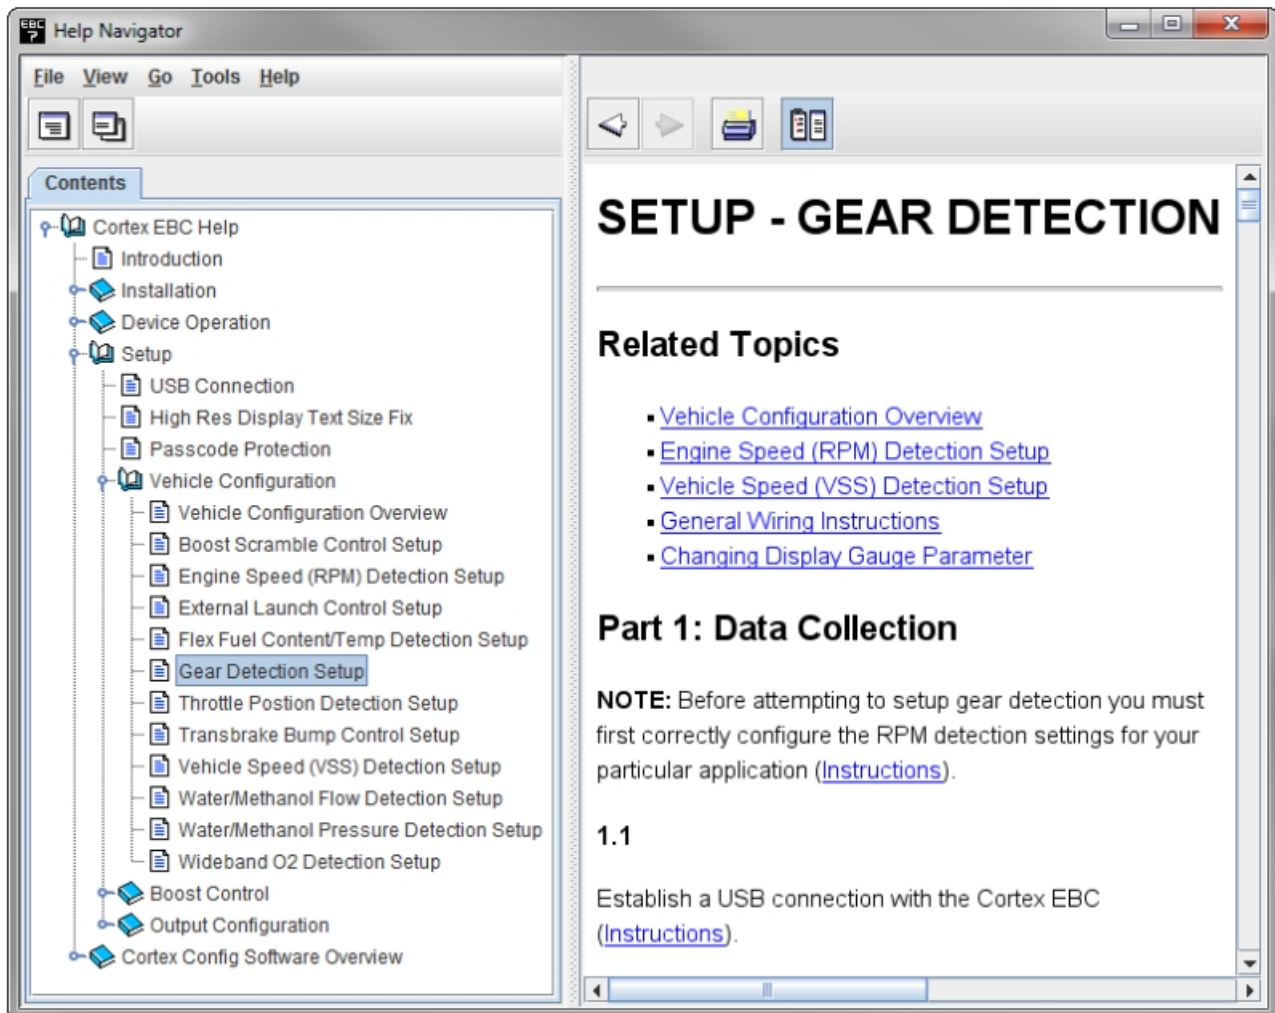 EBC
?
Help Navigator
File View Go Tools Help
Contents
Cortex EBC Help
Introduction
Installation
Device Operation
Setup
USB Connection
High Res Display Text Size Fix
Passcode Protection
Vehicle Configuration
Vehicle Configuration Overview
Boost Scramble Control Setup
Engine Speed (RPM) Detection Setup
External Launch Control Setup
Flex Fuel Content/Temp Detection Setup
Gear Detection Setup
Throttle Postion Detection Setup
Transbrake Bump Control Setup
Vehicle Speed (VSS) Detection Setup
Water/Methanol Flow Detection Setup
Water/Methanol Pressure Detection Setup
Wideband O2 Detection Setup
Boost Control
Output Configuration
Cortex Config Software Overview
SETUP - GEAR DETECTION
Related Topics
▪ Vehicle Configuration Overview
▪ Engine Speed (RPM) Detection Setup
▪ Vehicle Speed (VSS) Detection Setup
▪ General Wiring Instructions
▪ Changing Display Gauge Parameter
Part 1: Data Collection
NOTE: Before attempting to setup gear detection you must
first correctly configure the RPM detection settings for your
particular application (Instructions).
1.1
Establish a USB connection with the Cortex EBC
(Instructions).